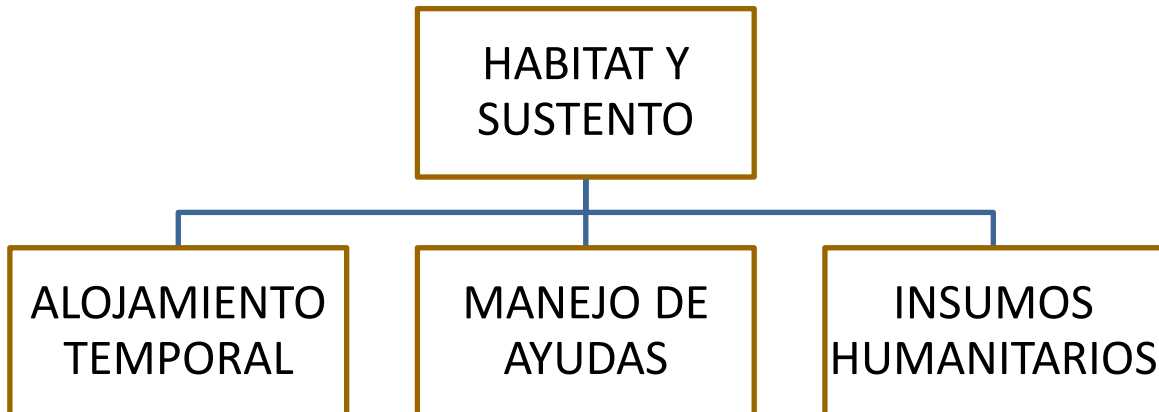 HABITAT Y
SUSTENTO
ALOJAMIENTO
TEMPORAL
MANEJO DE
AYUDAS
INSUMOS
HUMANITARIOS